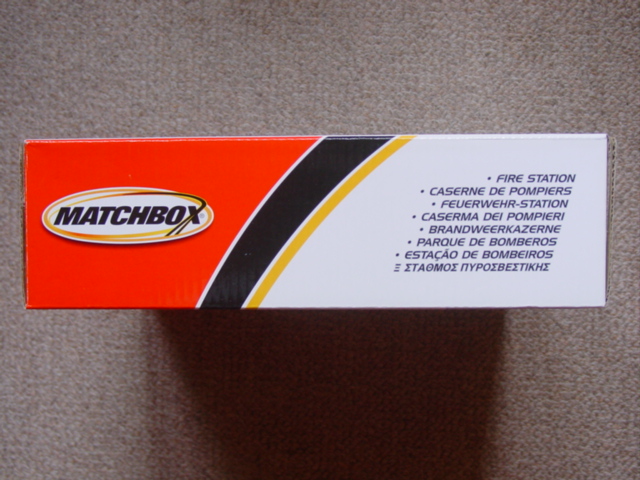 MATCHBOX®
• FIRE STATION
• CASERNE DE POMPIERS
• FEUERWEHR-STATION
• CASERMA DEI POMPIERI
• BRANDWEERKAZERNE
• PARQUE DE BOMBEROS
• ESTAÇÃO DE BOMBEIROS
Ξ ΣΤΑΘΜΟΣ ΠΥΡΟΣΒΕΣΤΙΚΗΣ